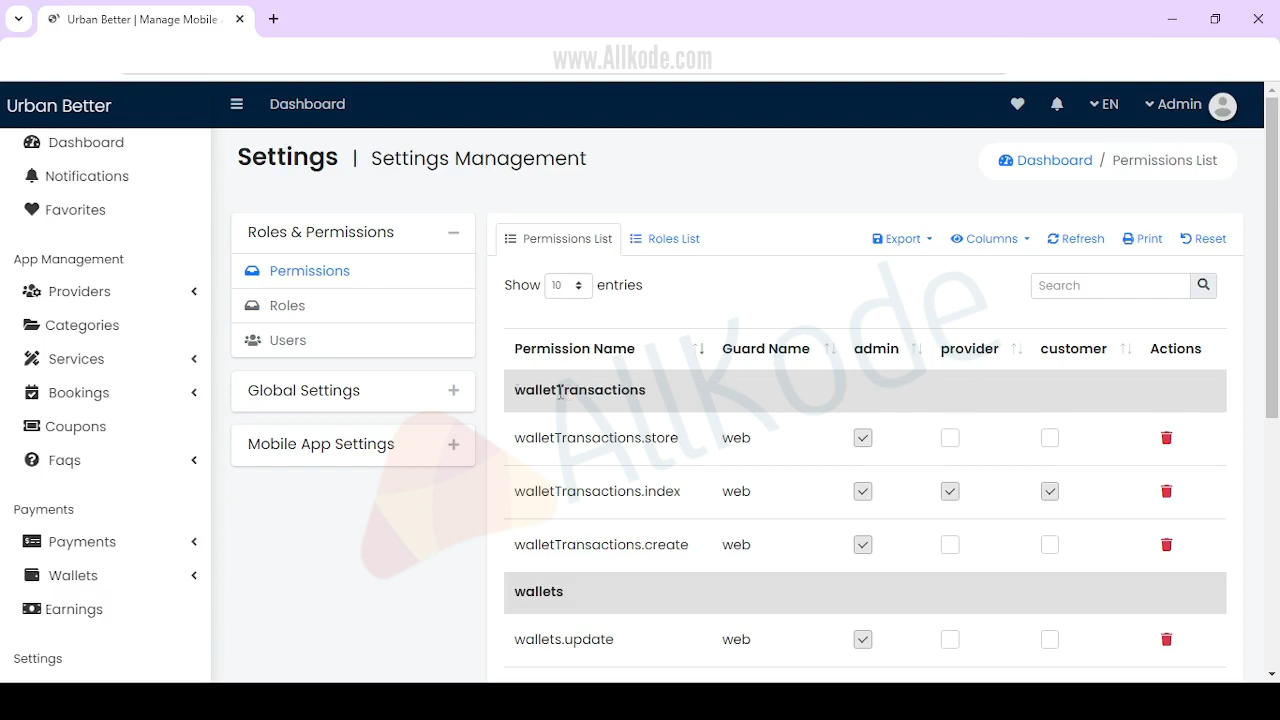 Urban Better | Manage Mobile
www.Allkode.com
Urban Better
Dashboard
EN
Admin
Dashboard
Notifications
Favorites
App Management
Providers
Categories
Services
Bookings
Coupons
Faqs
Payments
Payments
Wallets
Earnings
Settings
Settings | Settings Management
Dashboard / Permissions List
Roles & Permissions
Permissions
Roles
Users
Global Settings
Mobile App Settings
Permissions List
Roles List
Export
Columns
Refresh
Print
Reset
Show 10 entries
Search
Permission Name Guard Name admin provider customer Actions
walletTransactions
walletTransactions.store web
walletTransactions.index web
walletTransactions.create web
wallets
wallets.update web
AllKode